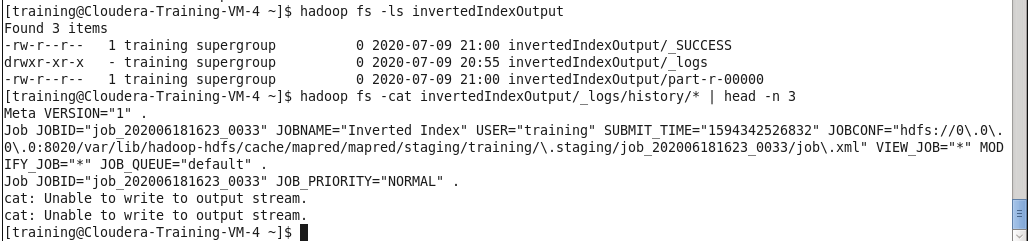 [training@Cloudera-Training-VM-4 ~]$ hadoop fs -ls invertedIndexOutput
Found 3 items
-rw-r--r--   1 training supergroup          0 2020-07-09 21:00 invertedIndexOutput/_SUCCESS
drwxr-xr-x   - training supergroup          0 2020-07-09 20:55 invertedIndexOutput/_logs
-rw-r--r--   1 training supergroup          0 2020-07-09 21:00 invertedIndexOutput/part-r-00000
[training@Cloudera-Training-VM-4 ~]$ hadoop fs -cat invertedIndexOutput/_logs/history/* | head -n 3
Meta VERSION="1" .
Job JOBID="job_202006181623_0033" JOBNAME="Inverted Index" USER="training" SUBMIT_TIME="1594342526832" JOBCONF="hdfs://0\.0\.
0\.0:8020/var/lib/hadoop-hdfs/cache/mapred/mapred/staging/training/\.staging/job_202006181623_0033/job\.xml" VIEW_JOB="*" MOD
IFY_JOB="*" JOB_QUEUE="default" .
Job JOBID="job_202006181623_0033" JOB_PRIORITY="NORMAL" .
cat: Unable to write to output stream.
cat: Unable to write to output stream.
[training@Cloudera-Training-VM-4 ~]$